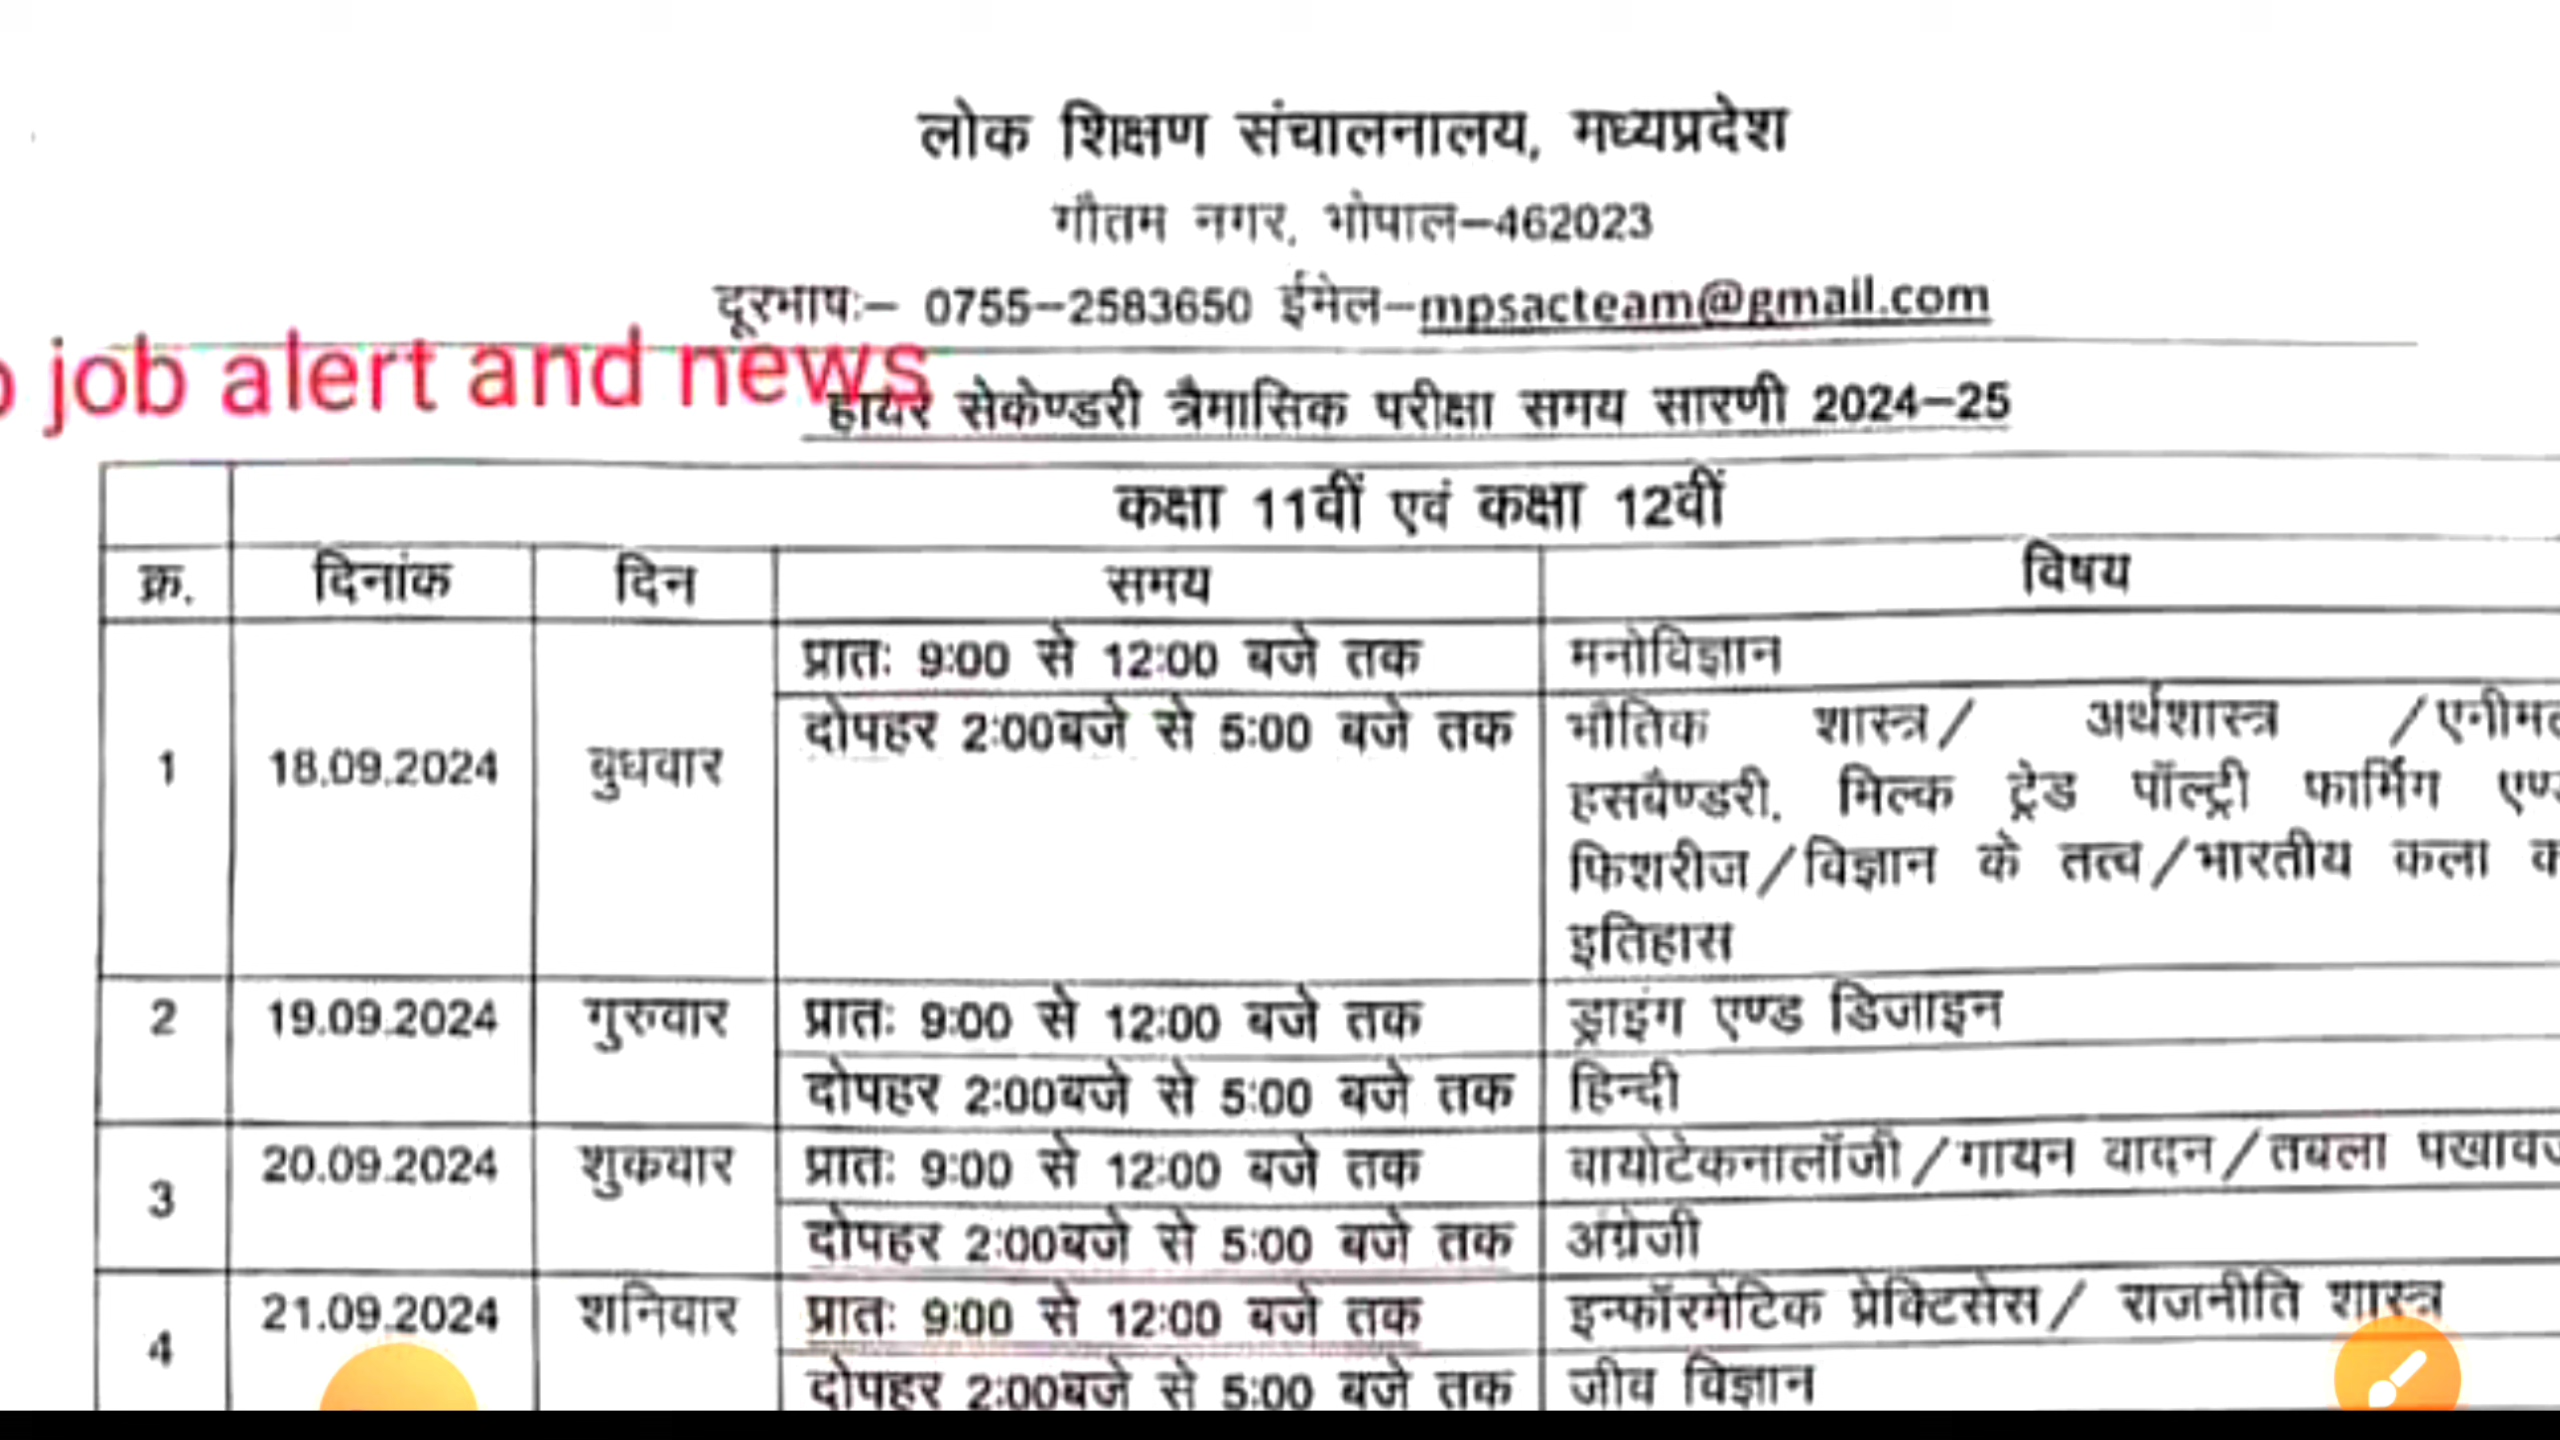 लोक शिक्षण संचालनालय, मध्यप्रदेश
गौतम नगर, भोपाल–462023
दूरभाषः– 0755–2583650 ईमेल–mpsacteam@gmail.com
job alert and news
हायर सेकेण्डरी त्रैमासिक परीक्षा समय सारणी 2024–25
कक्षा 11वीं एवं कक्षा 12वीं
क्र. दिनांक दिन समय विषय
प्रातः 9:00 से 12:00 बजे तक मनोविज्ञान
दोपहर 2:00बजे से 5:00 बजे तक भौतिक शास्त्र/ अर्थशास्त्र /
1 18.09.2024 बुधवार हसबैण्डरी, मिल्क ट्रेड पॉल्ट्री फार्मिग
फिशरीज/विज्ञान के तत्व/भारतीय कला
इतिहास
2 19.09.2024 गुरुवार प्रातः 9:00 से 12:00 बजे तक ड्राइंग एण्ड डिजाइन
दोपहर 2:00बजे से 5:00 बजे तक हिन्दी
3 20.09.2024 शुकवार प्रातः 9:00 से 12:00 बजे तक बायोटेकनालॉजी/गायन वादन/तबला
दोपहर 2:00बजे से 5:00 बजे तक अंग्रेजी
4 21.09.2024 शनिवार प्रातः 9:00 से 12:00 बजे तक इन्फॉरमेटिक प्रेक्टिसेस/ राजनीति शास्त्र
दोपहर 2:00बजे से 5:00 बजे तक जीव विज्ञान